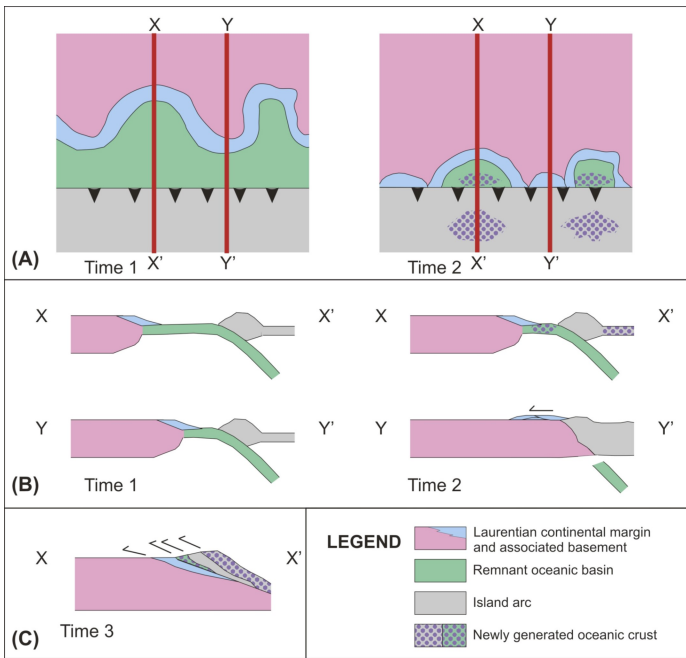 X Y
X Y
(A)
X' Y'
Time 1
X' Y'
Time 2
X X'
X X'
Y Y'
Y Y'
(B)
Time 1
Time 2
X X'
(C)
Time 3
LEGEND
Laurentian continental margin
and associated basement
Remnant oceanic basin
Island arc
Newly generated oceanic crust